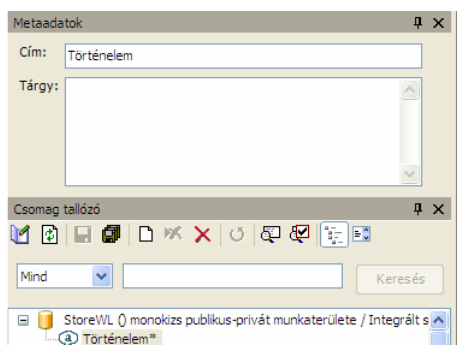 Metaadatok
Cím: Történelem
Tárgy:
Csomag tallózó
Mind Keresés
StoreWL () monokizs publikus-privát munkaterülete / Integrált s
a Történelem*